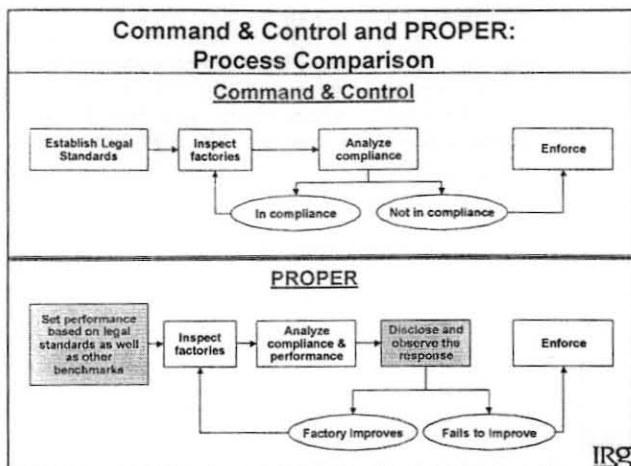 Command & Control and PROPER:
Process Comparison
Command & Control
Establish Legal
Standards
Inspect
factories
Analyze
compliance
Enforce
In compliance
Not in compliance
PROPER
Set performance
based on legal
standards as well
as other
benchmarks
Inspect
factories
Analyze
compliance &
performance
Disclose and
observe the
response
Enforce
Factory Improves
Fails to Improve
IRg